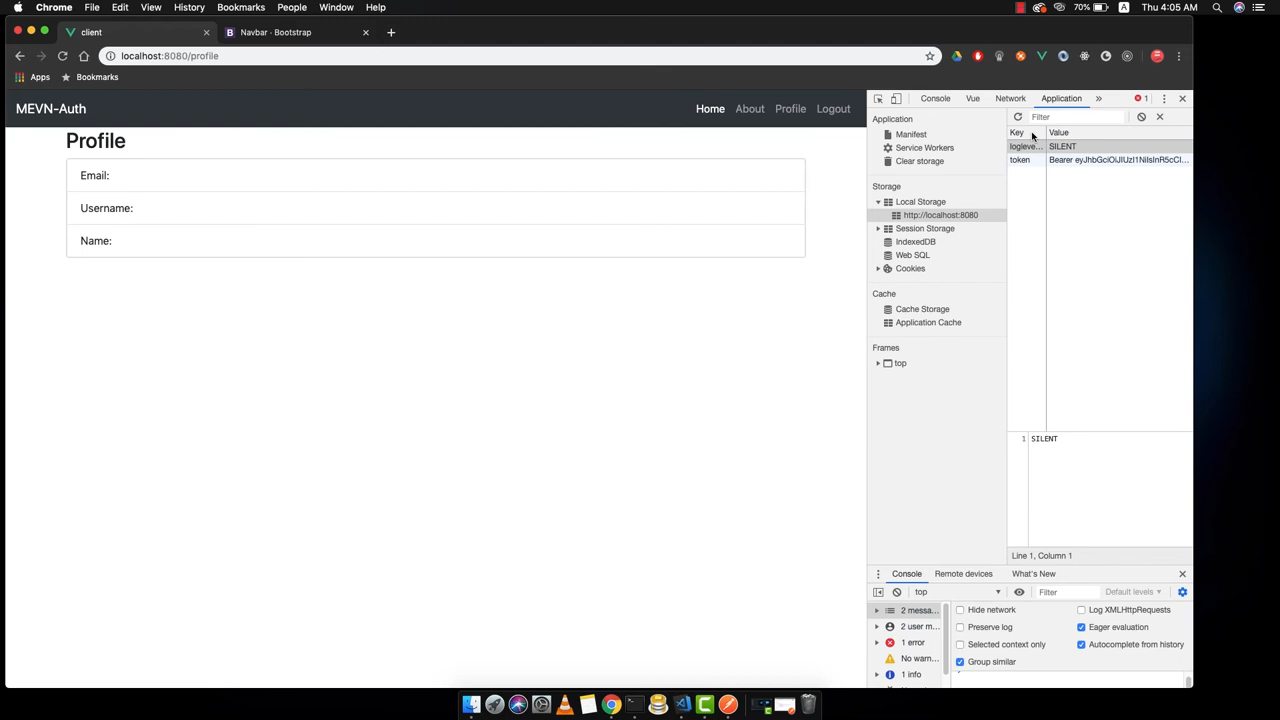 Chrome File Edit View History Bookmarks People Window Help 70% A Thu 4:05 AM
client Navbar · Bootstrap
localhost:8080/profile
Apps Bookmarks
MEVN-Auth Home About Profile Logout
Profile
Email:
Username:
Name:
Console Vue Network Application » 1
Application
Manifest
Service Workers
Clear storage
Storage
Local Storage
http://localhost:8080
Session Storage
IndexedDB
Web SQL
Cookies
Cache
Cache Storage
Application Cache
Frames
top
Filter
Key Value
logleve... SILENT
token Bearer eyJhbGciOiJIUzI1NiIsInR5cCI...
1 SILENT
Line 1, Column 1
Console Remote devices What's New
top Filter Default levels
2 messa...
2 user m...
1 error
No warn...
1 info
Hide network Log XMLHttpRequests
Preserve log Eager evaluation
Selected context only Autocomplete from history
Group similar